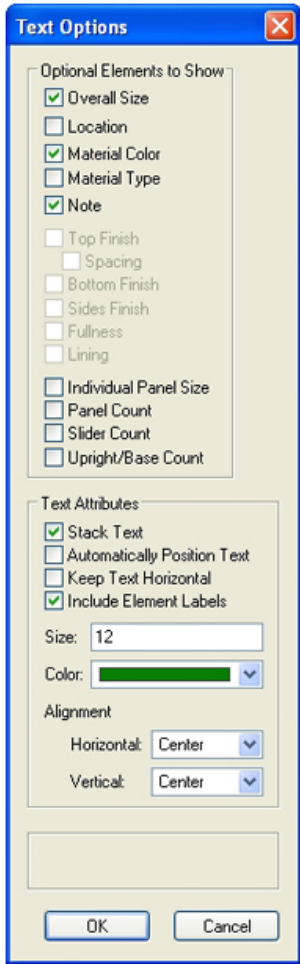 Text Options
Optional Elements to Show
Overall Size
Location
Material Color
Material Type
Note
Top Finish
Spacing
Bottom Finish
Sides Finish
Fullness
Lining
Individual Panel Size
Panel Count
Slider Count
Upright/Base Count
Text Attributes
Stack Text
Automatically Position Text
Keep Text Horizontal
Include Element Labels
Size: 12
Color:
Alignment
Horizontal: Center
Vertical: Center
OK Cancel